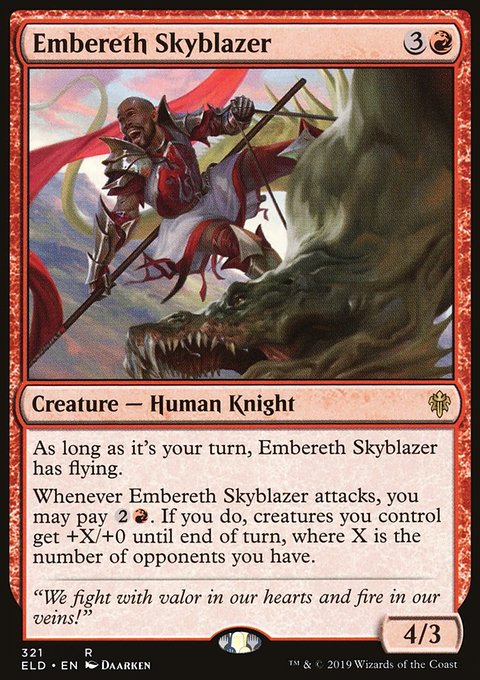 Embereth Skyblazer 3
Creature — Human Knight
As long as it's your turn, Embereth Skyblazer
has flying.
Whenever Embereth Skyblazer attacks, you
may pay 2. If you do, creatures you control
get +X/+0 until end of turn, where X is the
number of opponents you have.
"We fight with valor in our hearts and fire in our
veins!"
4/3
321 R
ELD • EN Daarken
™ & © 2019 Wizards of the Coast